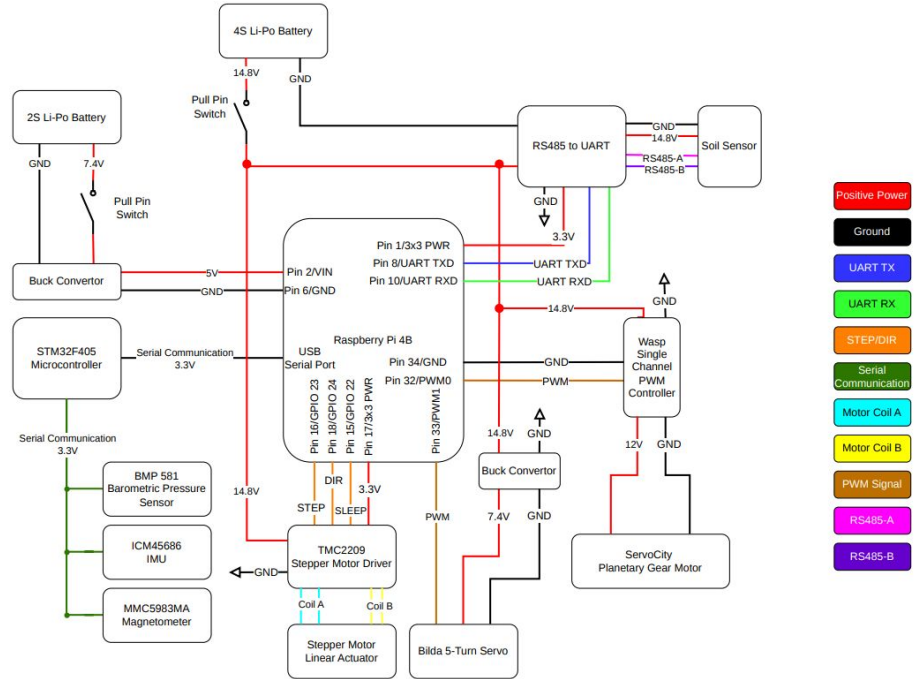 4S Li-Po Battery
14.8V
GND
Pull Pin
Switch
2S Li-Po Battery
GND
7.4V
Pull Pin
Switch
RS485 to UART
GND
14.8V
RS485-A
RS485-B
Soil Sensor
GND
3.3V
Buck Convertor
5V
GND
Pin 2/VIN
Pin 6/GND
Pin 1/3x3 PWR
Pin 8/UART TXD
Pin 10/UART RXD
UART TXD
UART RXD
STM32F405
Microcontroller
Serial Communication
3.3V
USB
Serial Port
Raspberry Pi 4B
Pin 34/GND
Pin 32/PWM0
GND
PWM
14.8V
GND
Wasp
Single
Channel
PWM
Controller
Pin 16/GPIO 23
Pin 18/GPIO 24
Pin 15/GPIO 22
Pin 17/3x3 PWR
Pin 33/PWM1
Serial Communication
3.3V
BMP 581
Barometric Pressure
Sensor
ICM45686
IMU
MMC5983MA
Magnetometer
14.8V
STEP
DIR
SLEEP
3.3V
PWM
14.8V
GND
Buck Convertor
7.4V
GND
12V
GND
TMC2209
Stepper Motor Driver
GND
Coil A
Coil B
Stepper Motor
Linear Actuator
Bilda 5-Turn Servo
ServoCity
Planetary Gear Motor
Positive Power
Ground
UART TX
UART RX
STEP/DIR
Serial
Communication
Motor Coil A
Motor Coil B
PWM Signal
RS485-A
RS485-B